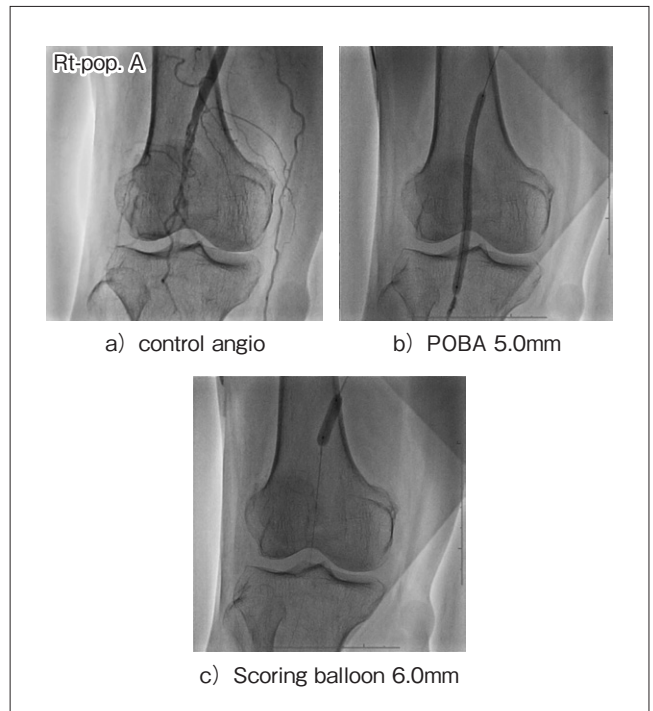 Rt-pop. A
a）control angio
b）POBA 5.0mm
c）Scoring balloon 6.0mm